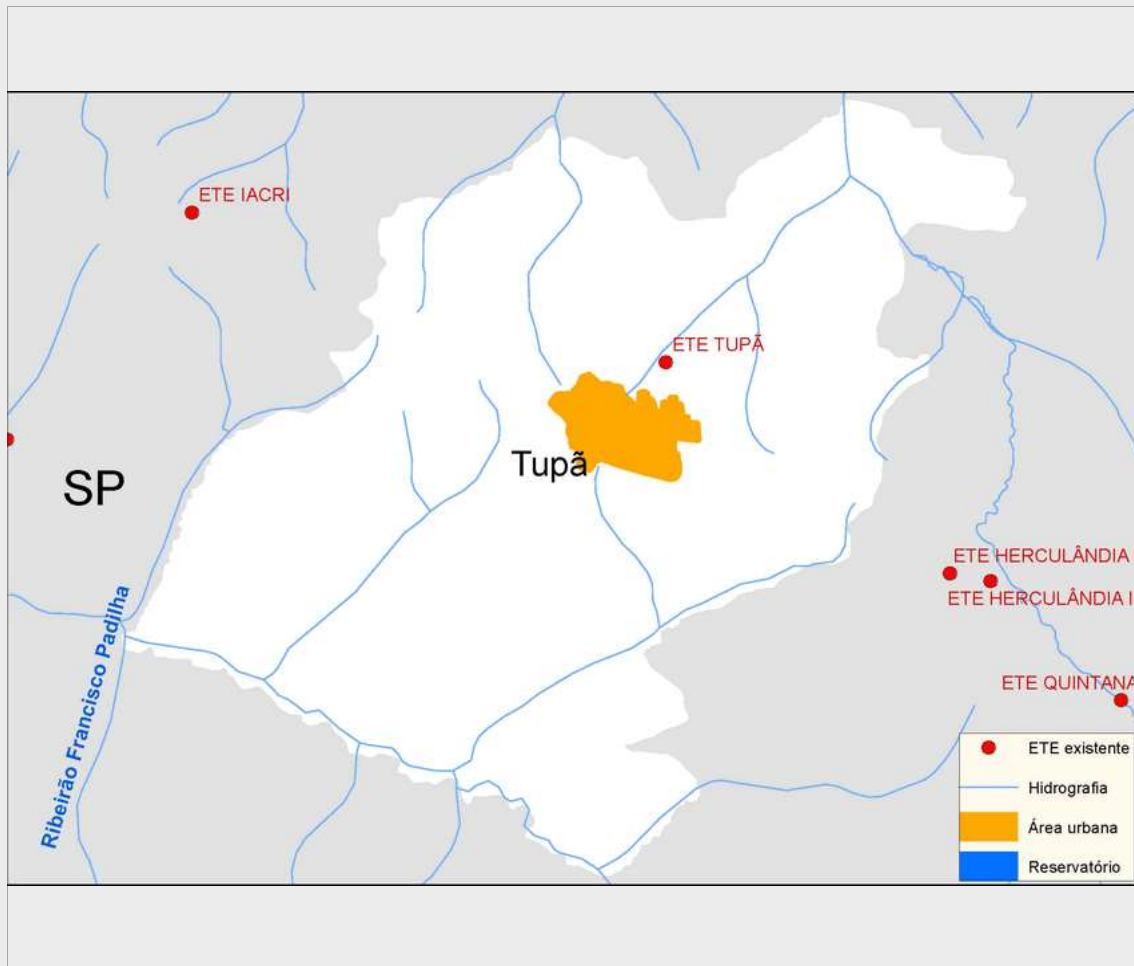 ETE IACRI
ETE TUPÃ
Tupã
SP
ETE HERCULÂNDIA
ETE HERCULÂNDIA I
Ribeirão Francisco Padilha
ETE QUINTANA
ETE existente
Hidrografia
Área urbana
Reservatório